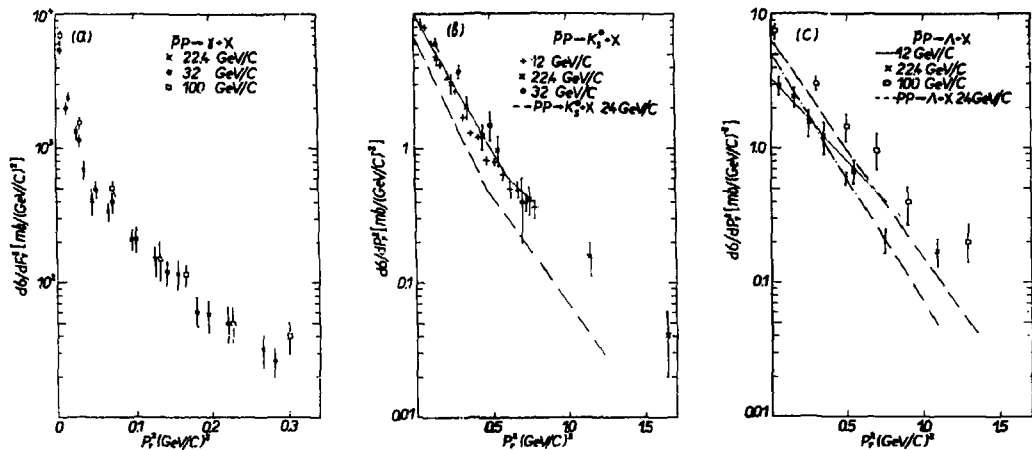 (a)
p̄P→γ+X
× 22.4 GeV/C
• 32 GeV/C
□ 100 GeV/C
10⁴
10³
10²
dб/dP_T² [mb/(GeV/C)²]
0
0.1
0.2
0.3
P_T² (GeV/C)²
(b)
p̄P→K_s⁰+X
+ 12 GeV/C
× 22.4 GeV/C
• 32 GeV/C
--- PP→K_s⁰+X 24 GeV/C
10
1
0.1
0.01
dб/dP_T² [mb/(GeV/C)²]
0.5
1.0
1.5
P_T² (GeV/C)²
(c)
p̄P→Λ+X
— 12 GeV/C
× 22.4 GeV/C
□ 100 GeV/C
--- PP→Λ+X 24 GeV/C
10
1.0
0.1
0.01
dб/dP_T² [mb/(GeV/C)²]
0.5
1.0
1.5
P_T² (GeV/C)²